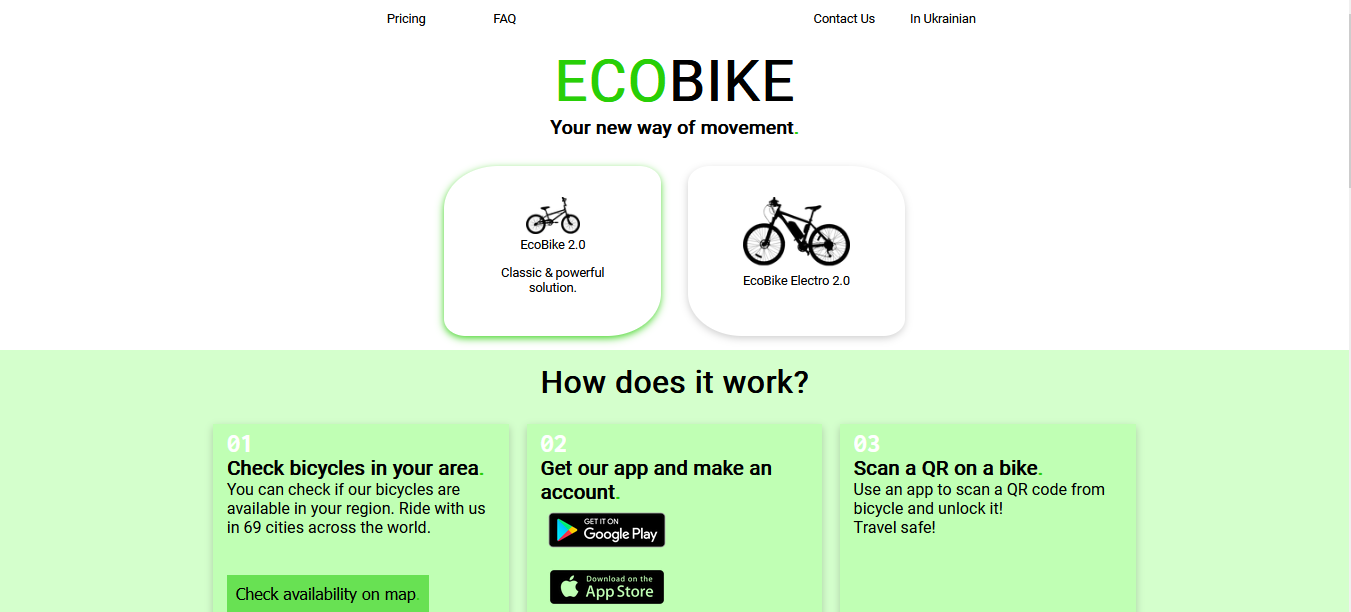 Pricing FAQ Contact Us In Ukrainian
ECOBIKE
Your new way of movement.
EcoBike 2.0
Classic & powerful
solution.
EcoBike Electro 2.0
How does it work?
01
Check bicycles in your area.
You can check if our bicycles are
available in your region. Ride with us
in 69 cities across the world.
Check availability on map.
02
Get our app and make an
account.
GET IT ON
Google Play
Download on the
App Store
03
Scan a QR on a bike.
Use an app to scan a QR code from
bicycle and unlock it!
Travel safe!